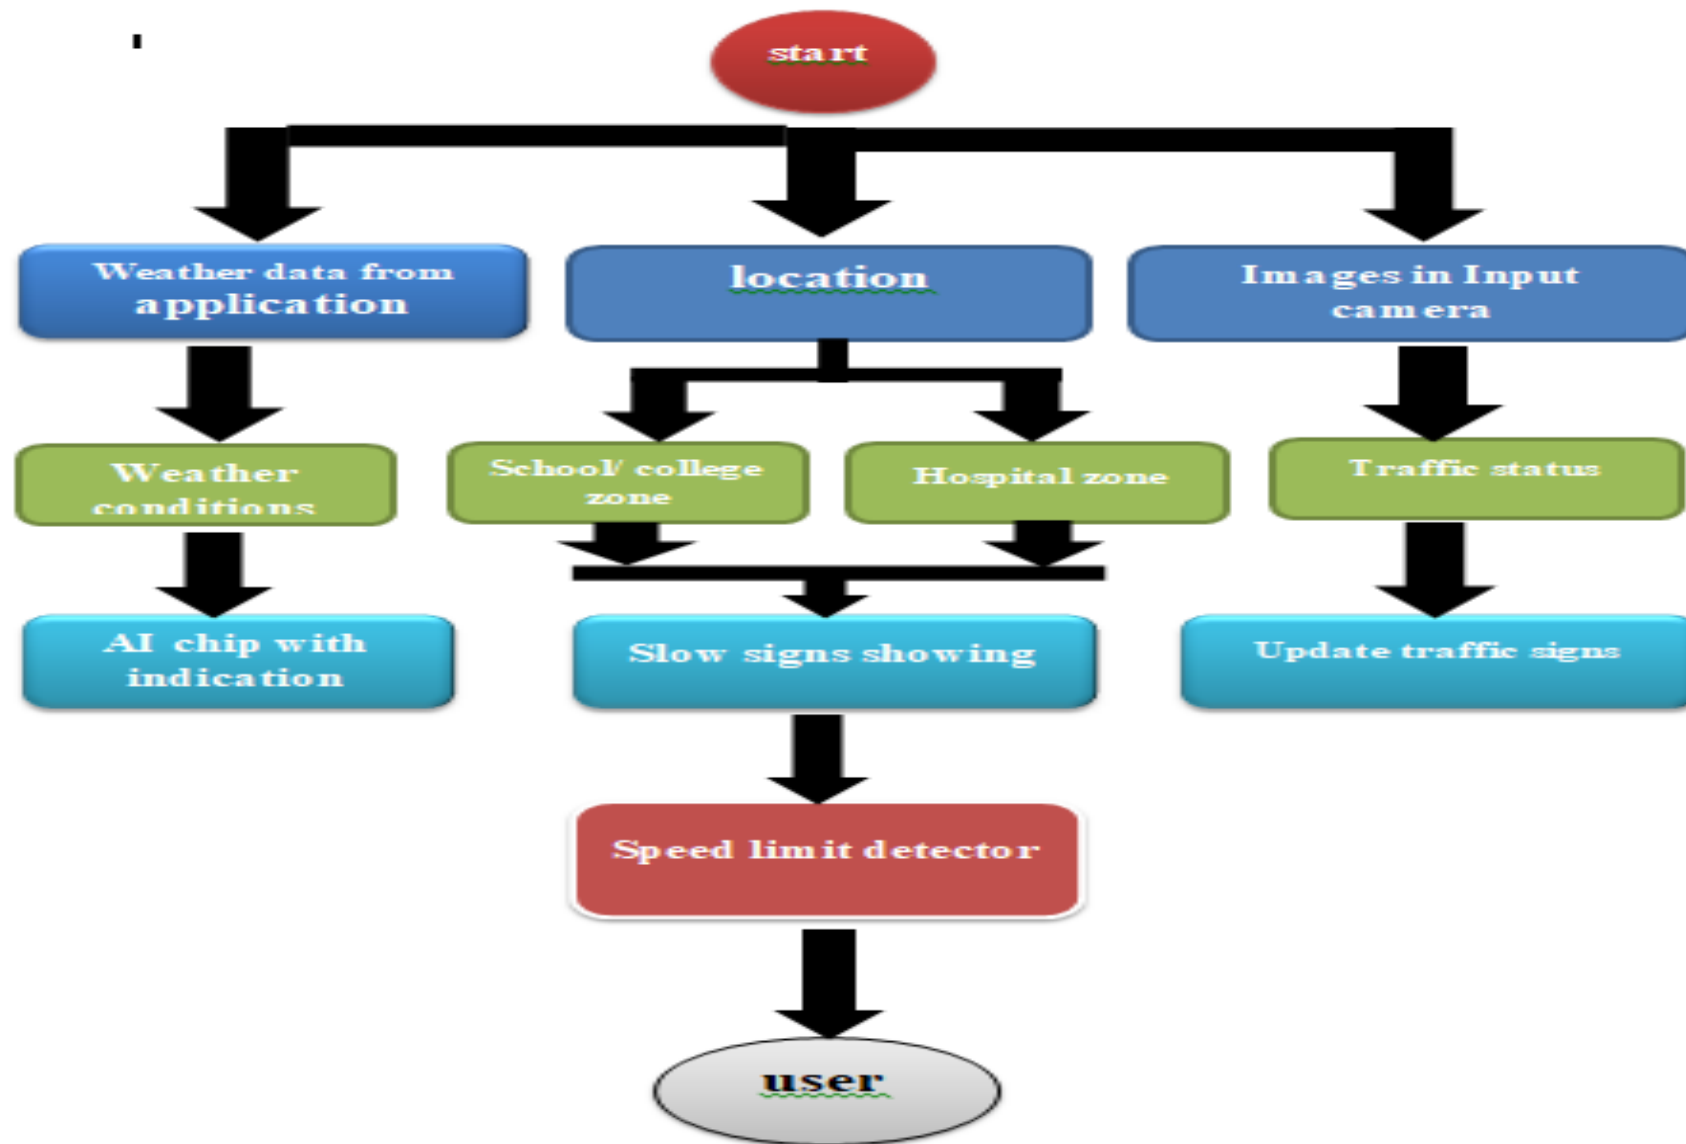 start
Weather data from
application
location
Images in Input
camera
Weather
conditions
School/ college
zone
Hospital zone
Traffic status
AI chip with
indication
Slow signs showing
Update traffic signs
Speed limit detector
user